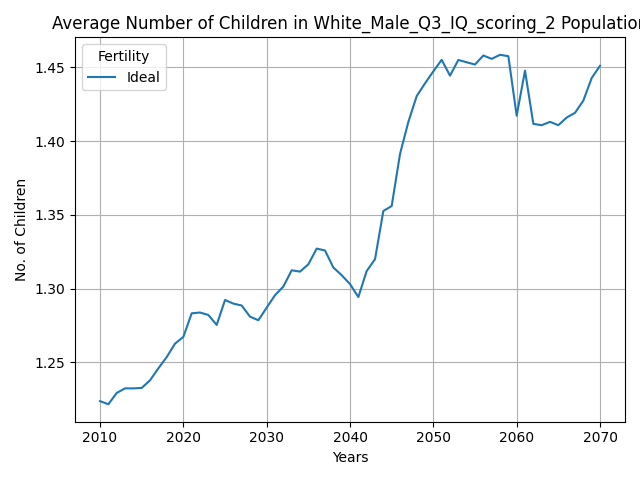 Average Number of Children in White_Male_Q3_IQ_scoring_2 Population
Fertility
Ideal
No. of Children
1.45
1.40
1.35
1.30
1.25
2010 2020 2030 2040 2050 2060 2070
Years